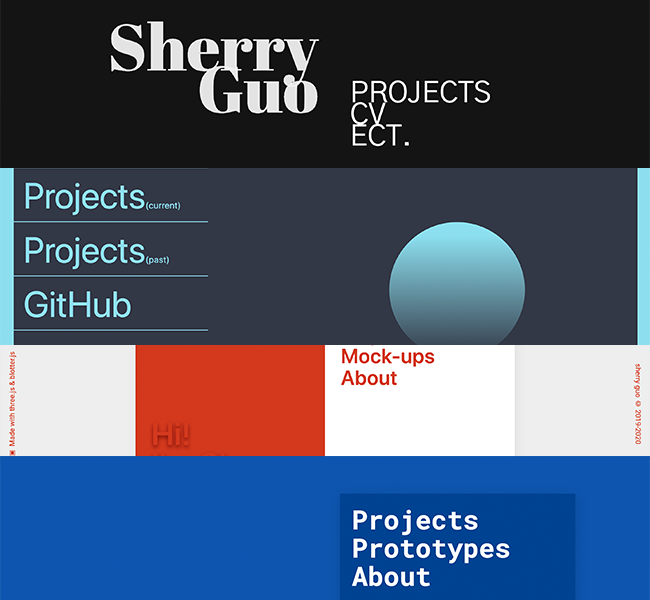 Sherry
Guo
PROJECTS
CV
ECT.
Projects(current)
Projects(past)
GitHub
Made with three.js & blotter.js
Hi!
Mock-ups
About
sherry guo © 2019-2020
Projects
Prototypes
About